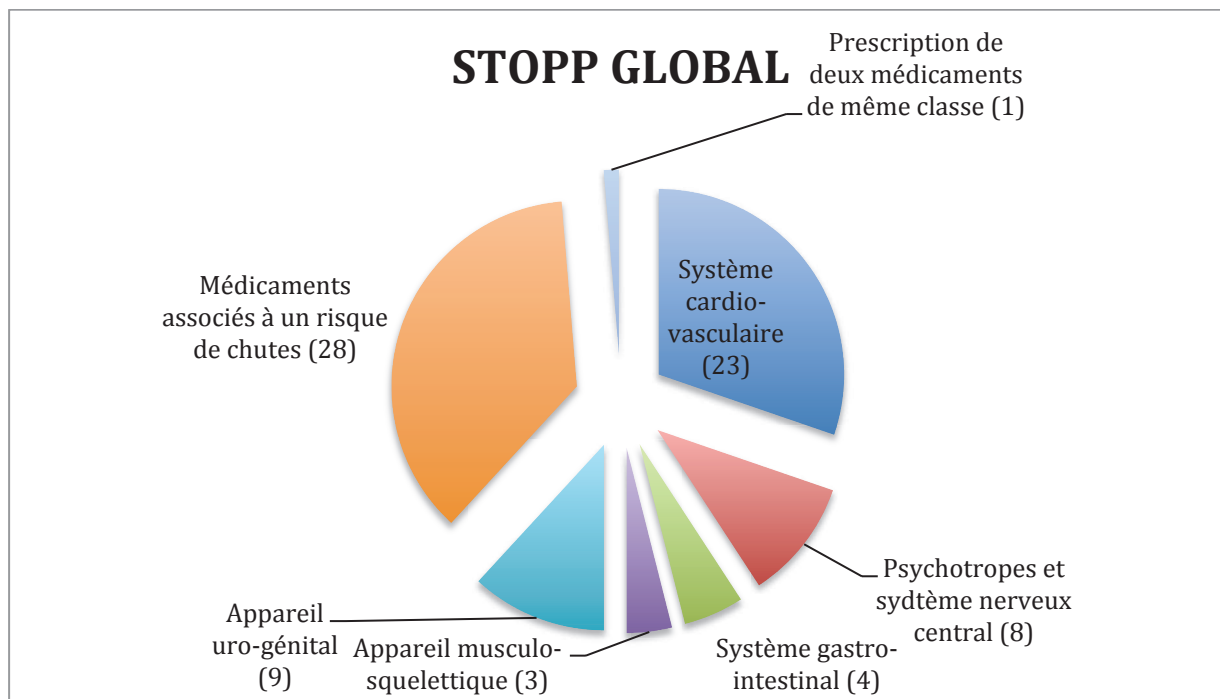 STOPP GLOBAL
Prescription de
deux médicaments
de même classe (1)
Système
cardio-
vasculaire
(23)
Médicaments
associés à un risque
de chutes (28)
Psychotropes et
sydtème nerveux
central (8)
Système gastro-
intestinal (4)
Appareil musculo-
squelettique (3)
Appareil
uro-génital
(9)